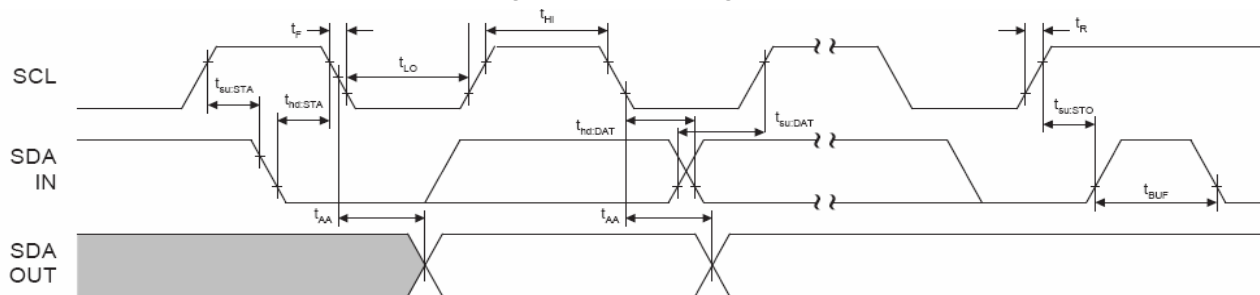 tF
tHI
tR
SCL
tLO
tsu:STA
thd:STA
thd:DAT
tsu:DAT
tsu:STO
SDA
IN
tAA
tAA
tBUF
SDA
OUT